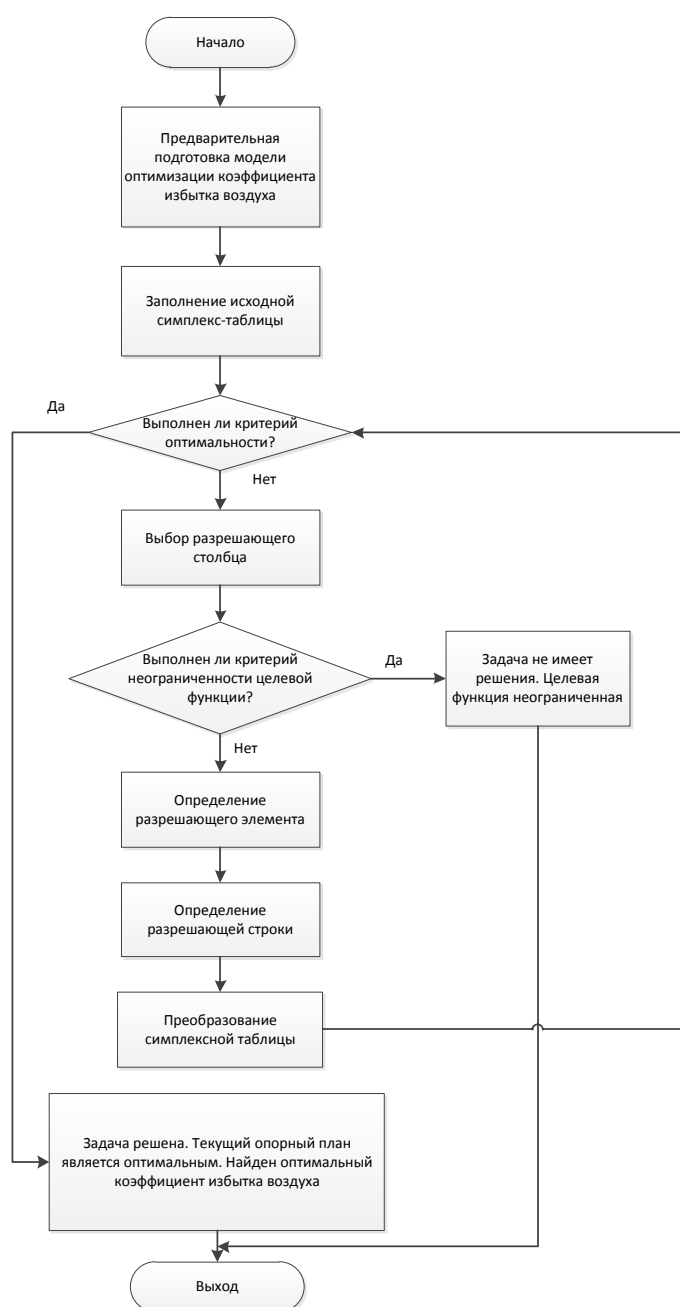 Начало
Предварительная
подготовка модели
оптимизации коэффициента
избытка воздуха
Заполнение исходной
симплекс-таблицы
Да
Выполнен ли критерий
оптимальности?
Нет
Выбор разрешающего
столбца
Выполнен ли критерий
неограниченности целевой
функции?
Да
Задача не имеет
решения. Целевая
функция неограниченная
Нет
Определение
разрешающего элемента
Определение
разрешающей строки
Преобразование
симплексной таблицы
Задача решена. Текущий опорный план
является оптимальным. Найден оптимальный
коэффициент избытка воздуха
Выход